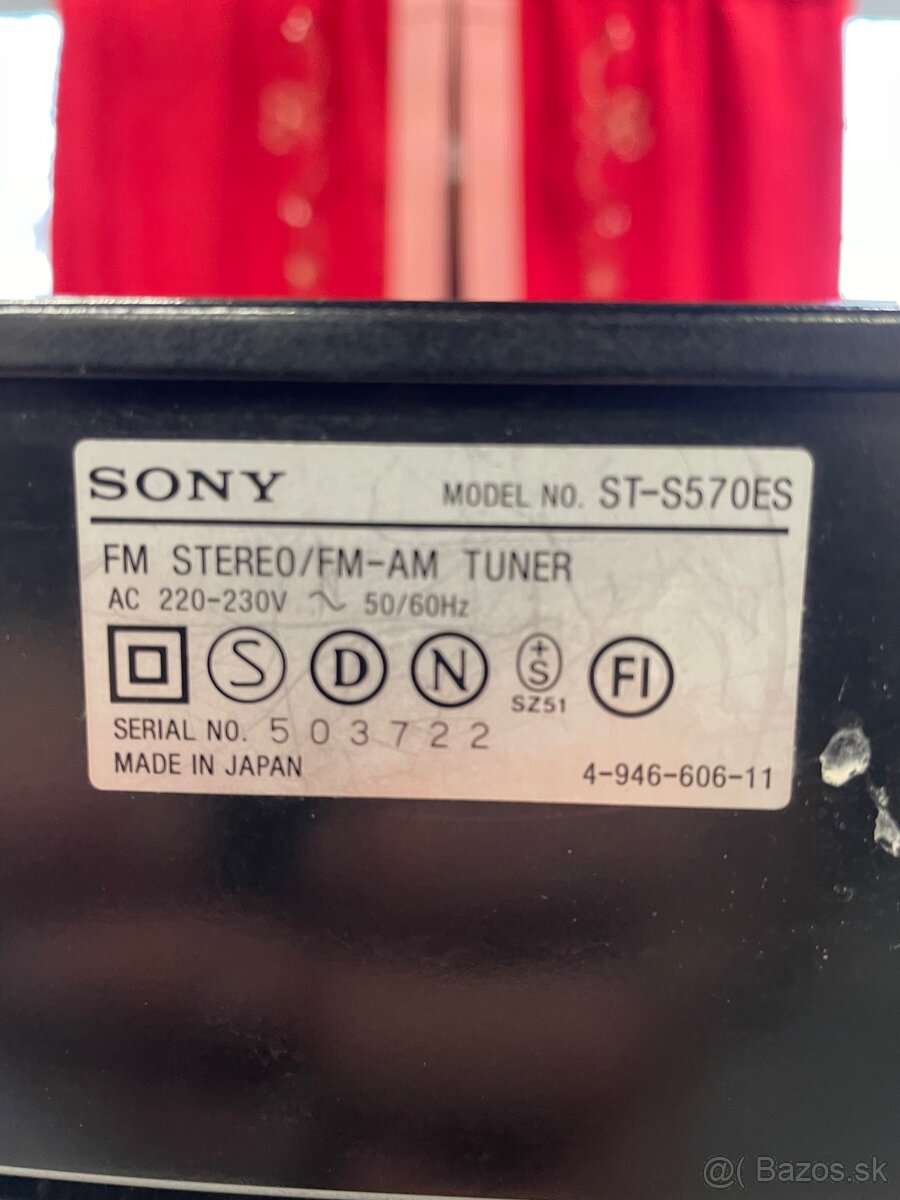 SONY MODEL NO. ST-S570ES
FM STEREO/FM-AM TUNER
AC 220-230V ~ 50/60Hz
S D N +S FI
SZ51
SERIAL NO. 503722
MADE IN JAPAN 4-946-606-11
@( Bazos.sk